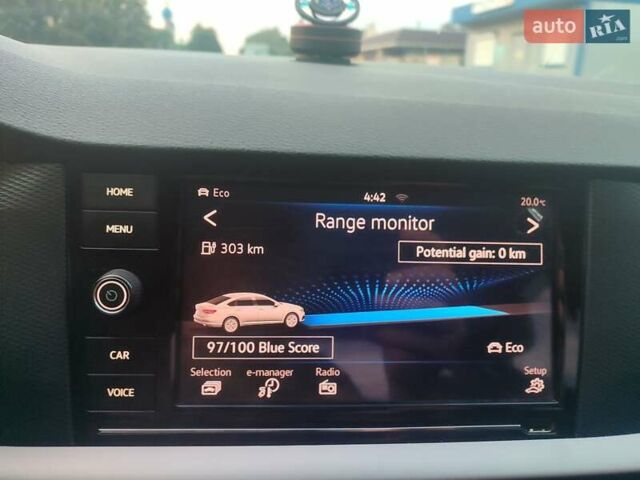 auto RIA
.com
HOME
MENU
CAR
VOICE
Eco
4:42
20.0°C
<
Range monitor
>
303 km
Potential gain: 0 km
97/100 Blue Score
Eco
Selection
e-manager
Radio
Setup